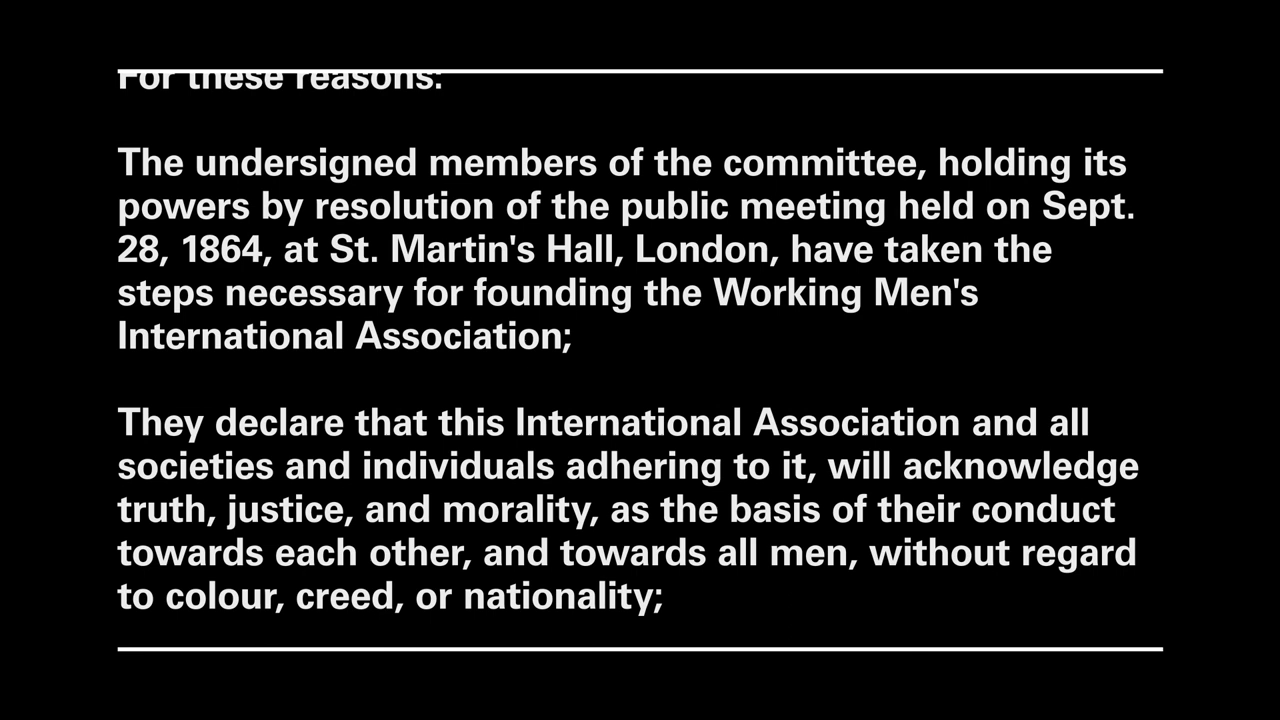 For these reasons:
The undersigned members of the committee, holding its
powers by resolution of the public meeting held on Sept.
28, 1864, at St. Martin's Hall, London, have taken the
steps necessary for founding the Working Men's
International Association;
They declare that this International Association and all
societies and individuals adhering to it, will acknowledge
truth, justice, and morality, as the basis of their conduct
towards each other, and towards all men, without regard
to colour, creed, or nationality;